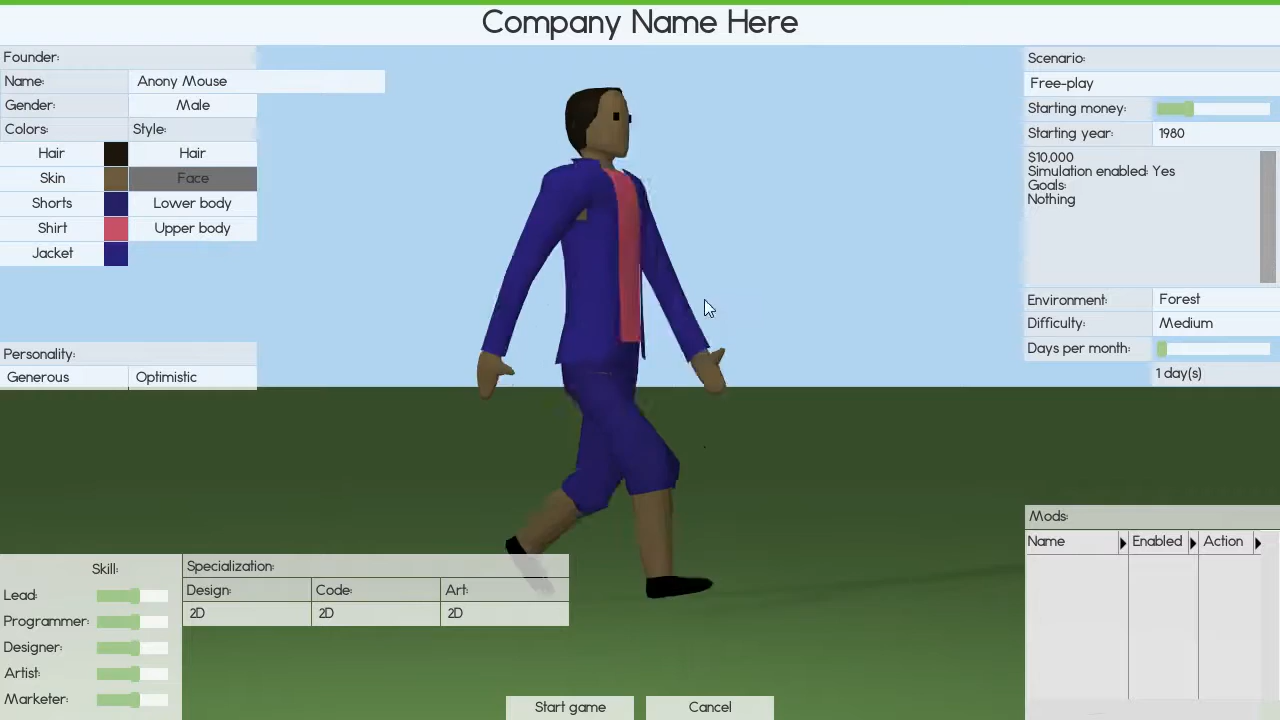 Company Name Here
Founder:
Name: Anony Mouse
Gender: Male
Colors: Style:
Hair Hair
Skin Face
Shorts Lower body
Shirt Upper body
Jacket
Personality:
Generous Optimistic
Scenario:
Free-play
Starting money:
Starting year: 1980
$10,000
Simulation enabled: Yes
Goals:
Nothing
Environment: Forest
Difficulty: Medium
Days per month:
1 day(s)
Mods:
Name Enabled Action
Skill:
Lead:
Programmer:
Designer:
Artist:
Marketer:
Specialization:
Design: Code: Art:
2D 2D 2D
Start game Cancel